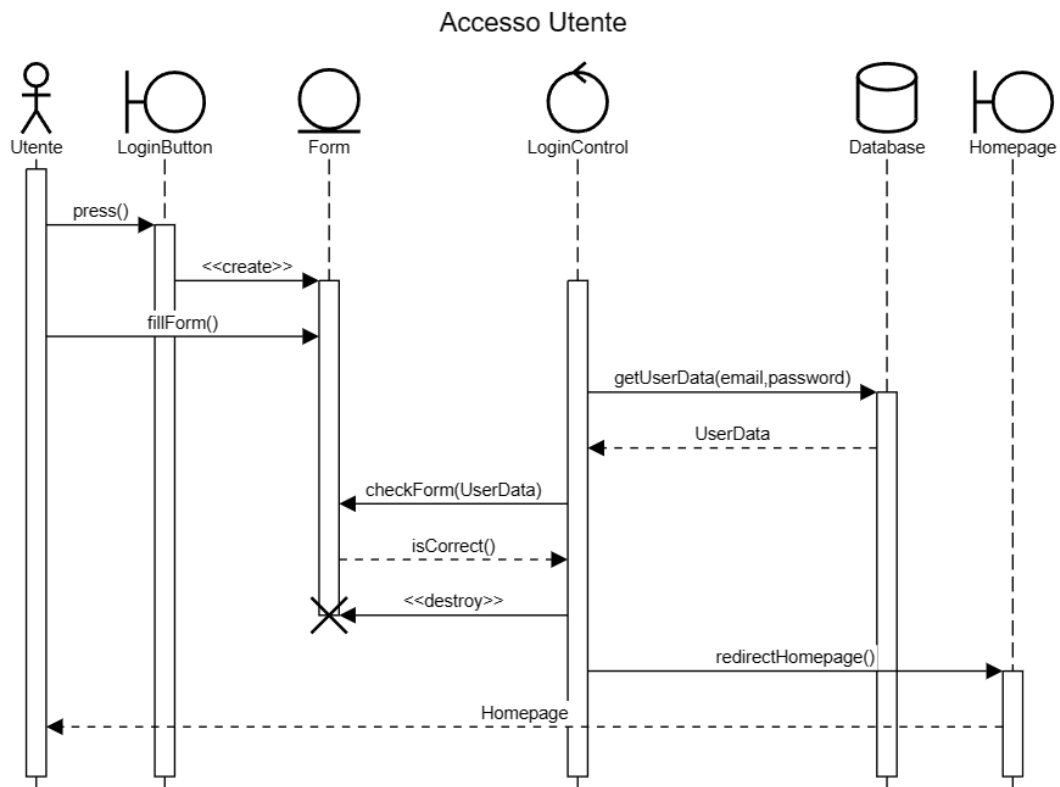 Accesso Utente
Utente
LoginButton
Form
LoginControl
Database
Homepage
press()
<<create>>
fillForm()
getUserData(email,password)
UserData
checkForm(UserData)
isCorrect()
<<destroy>>
redirectHomepage()
Homepage